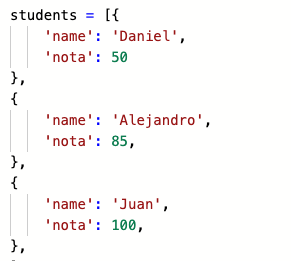 students = [{
'name': 'Daniel',
'nota': 50
},
{
'name': 'Alejandro',
'nota': 85,
},
{
'name': 'Juan',
'nota': 100,
},